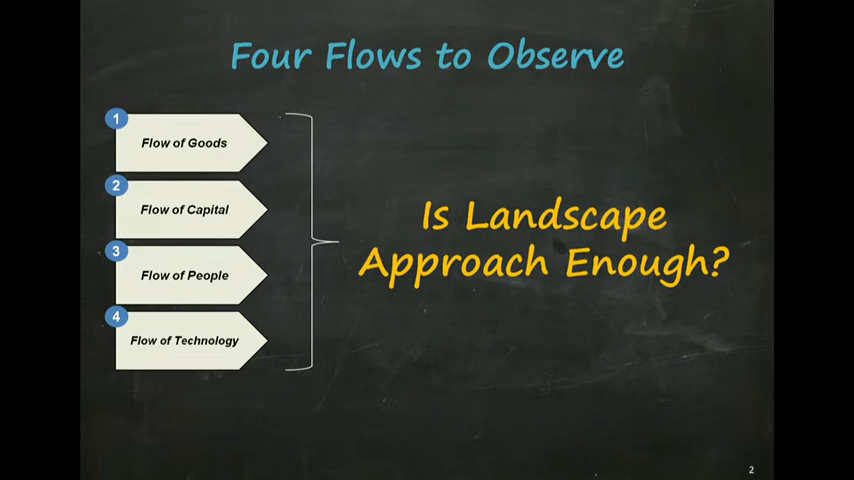 Four Flows to Observe
1
Flow of Goods
2
Flow of Capital
3
Flow of People
4
Flow of Technology
Is Landscape
Approach Enough?
2